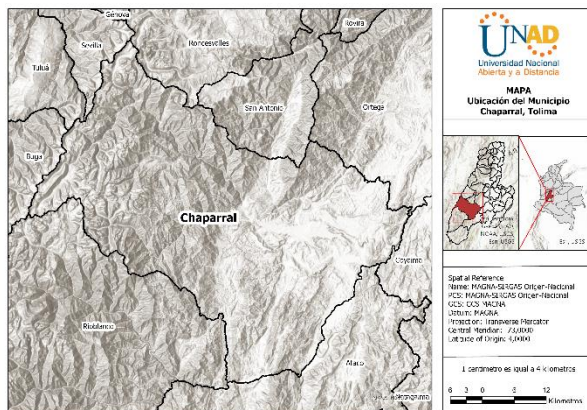 Génova
Rovira
Sevilla
Roncesvalles
Tuluá
San Antonio
Ortega
Buga
Chaparral
Coyaima
Rioblanco
Ataco
UNAD
Universidad Nacional
Abierta y a Distancia
MAPA
Ubicación del Municipio
Chaparral, Tolima
Spatial Reference
Name: MAGNA-SIRGAS Origen-Nacional
PCS: MAGNA-SIRGAS Origen-Nacional
GCS: GCS MAGNA
Datum: MAGNA
Projection: Transverse Mercator
Central Meridian: -73,0000
Latitude of Origin: 4,0000
1 centímetro es igual a 4 kilometros
6 3 0 6 12
Kilometros